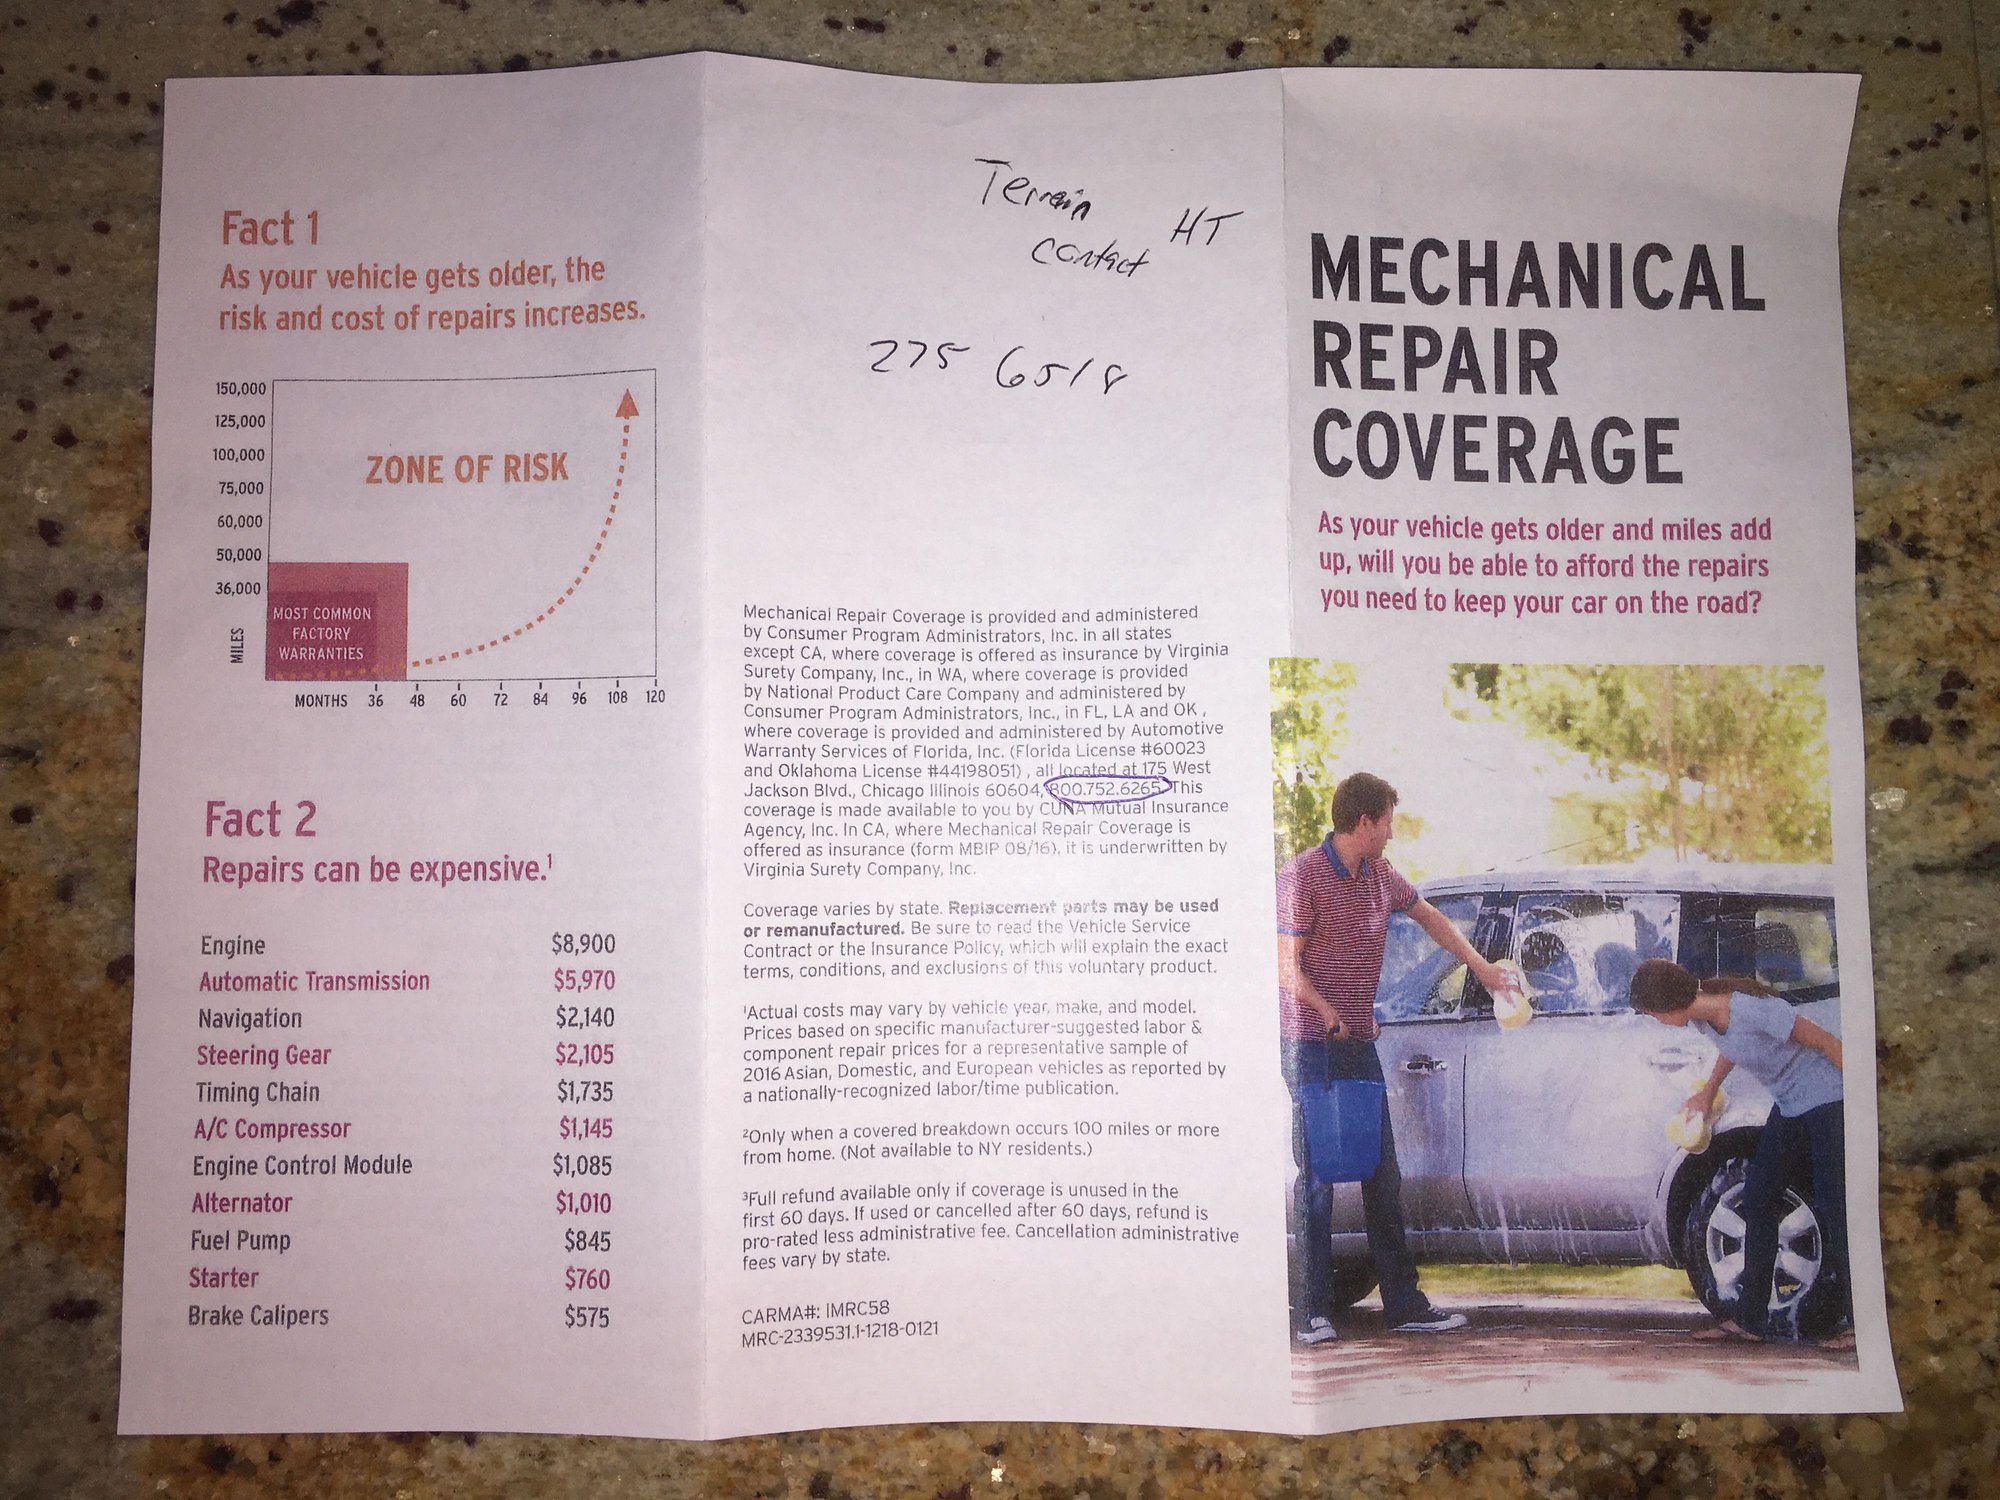 Fact 1
As your vehicle gets older, the
risk and cost of repairs increases.
150,000
125,000
100,000
75,000
60,000
50,000
36,000
MILES
ZONE OF RISK
MOST COMMON
FACTORY
WARRANTIES
MONTHS 36 48 60 72 84 96 108 120
Fact 2
Repairs can be expensive.¹
Engine $8,900
Automatic Transmission $5,970
Navigation $2,140
Steering Gear $2,105
Timing Chain $1,735
A/C Compressor $1,145
Engine Control Module $1,085
Alternator $1,010
Fuel Pump $845
Starter $760
Brake Calipers $575
Terrain
contact HT
275 6518
Mechanical Repair Coverage is provided and administered
by Consumer Program Administrators, Inc. in all states
except CA, where coverage is offered as insurance by Virginia
Surety Company, Inc., in WA, where coverage is provided
by National Product Care Company and administered by
Consumer Program Administrators, Inc., in FL, LA and OK ,
where coverage is provided and administered by Automotive
Warranty Services of Florida, Inc. (Florida License #60023
and Oklahoma License #44198051) , all located at 175 West
Jackson Blvd., Chicago Illinois 60604, 800.752.6265. This
coverage is made available to you by CUNA Mutual Insurance
Agency, Inc. In CA, where Mechanical Repair Coverage is
offered as insurance (form MBIP 08/16), it is underwritten by
Virginia Surety Company, Inc.
Coverage varies by state. Replacement parts may be used
or remanufactured. Be sure to read the Vehicle Service
Contract or the Insurance Policy, which will explain the exact
terms, conditions, and exclusions of this voluntary product.
¹Actual costs may vary by vehicle year, make, and model.
Prices based on specific manufacturer-suggested labor &
component repair prices for a representative sample of
2016 Asian, Domestic, and European vehicles as reported by
a nationally-recognized labor/time publication.
²Only when a covered breakdown occurs 100 miles or more
from home. (Not available to NY residents.)
³Full refund available only if coverage is unused in the
first 60 days. If used or cancelled after 60 days, refund is
pro-rated less administrative fee. Cancellation administrative
fees vary by state.
CARMA#: IMRC58
MRC-2339531.1-1218-0121
MECHANICAL
REPAIR
COVERAGE
As your vehicle gets older and miles add
up, will you be able to afford the repairs
you need to keep your car on the road?